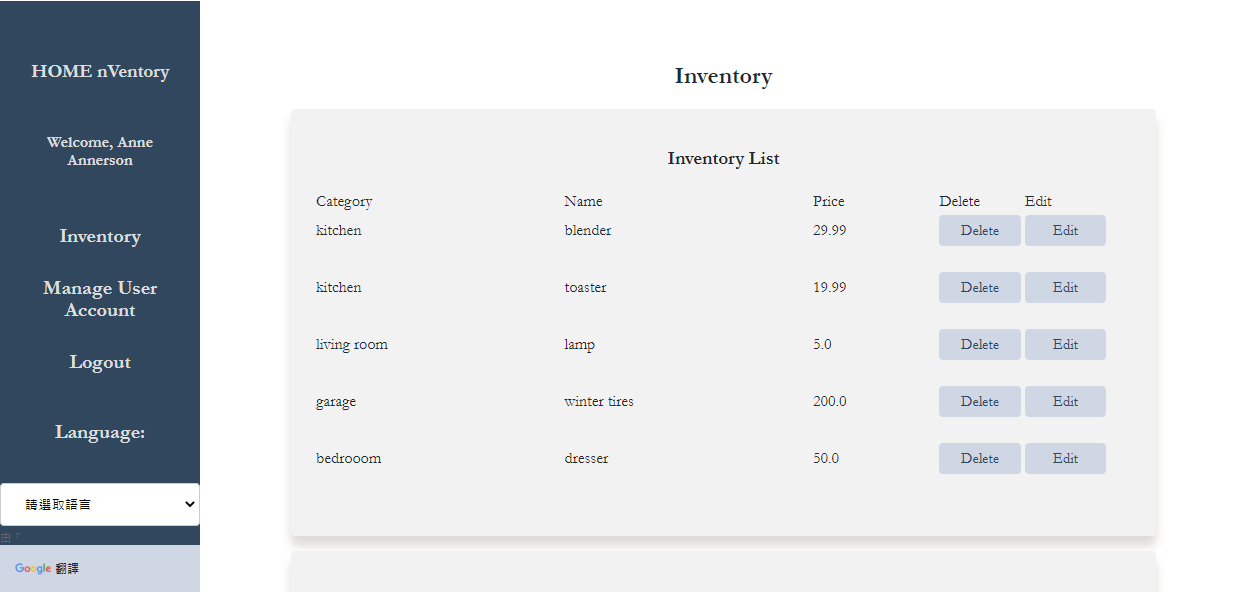 HOME nVentory
Welcome, Anne
Annerson
Inventory
Manage User
Account
Logout
Language:
請選取語言
由
Google 翻譯
Inventory
Inventory List
Category Name Price Delete Edit
kitchen blender 29.99 Delete Edit
kitchen toaster 19.99 Delete Edit
living room lamp 5.0 Delete Edit
garage winter tires 200.0 Delete Edit
bedrooom dresser 50.0 Delete Edit